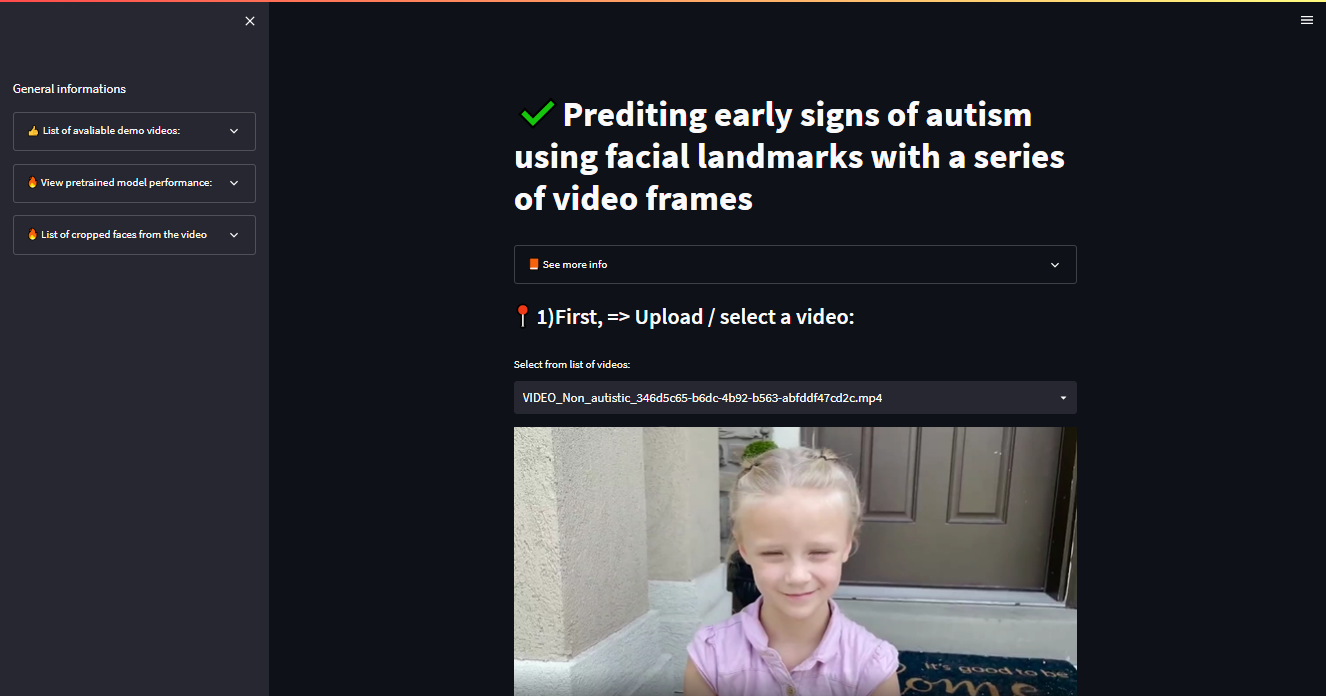 General informations
👍 List of avaliable demo videos:
🔥 View pretrained model performance:
🔥 List of cropped faces from the video
✔ Prediting early signs of autism
using facial landmarks with a series
of video frames
📙 See more info
📍 1)First, => Upload / select a video:
Select from list of videos:
VIDEO_Non_autistic_346d5c65-b6dc-4b92-b563-abfddf47cd2c.mp4
it's good to be
ome